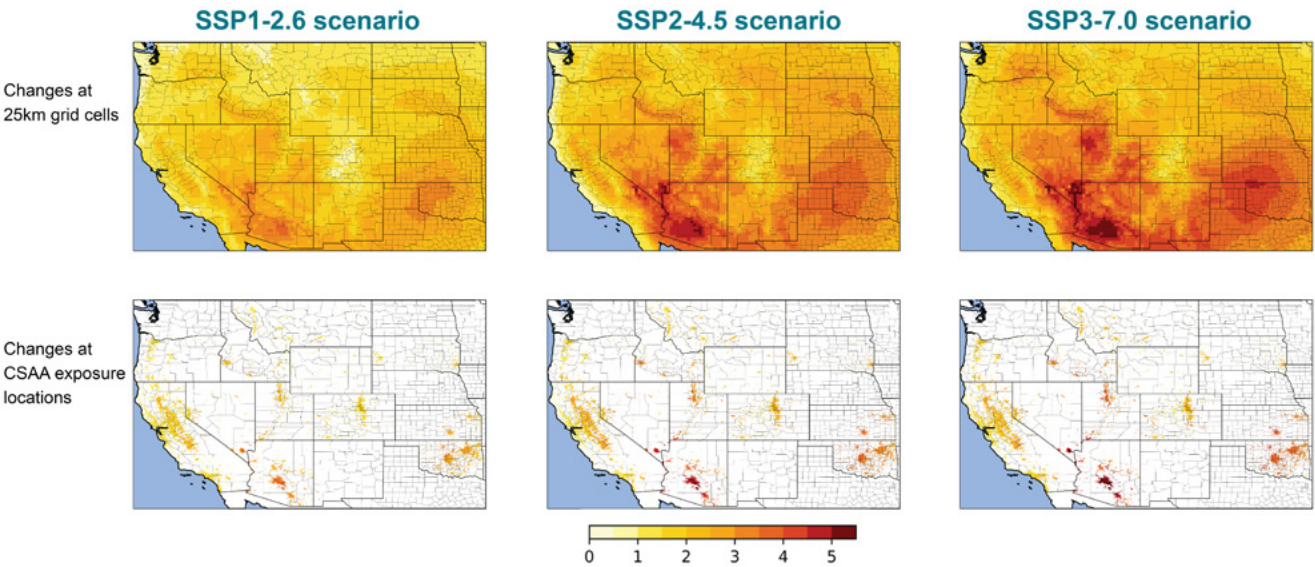 SSP1-2.6 scenario
SSP2-4.5 scenario
SSP3-7.0 scenario
Changes at
25km grid cells
Changes at
CSAA exposure
locations
0 1 2 3 4 5